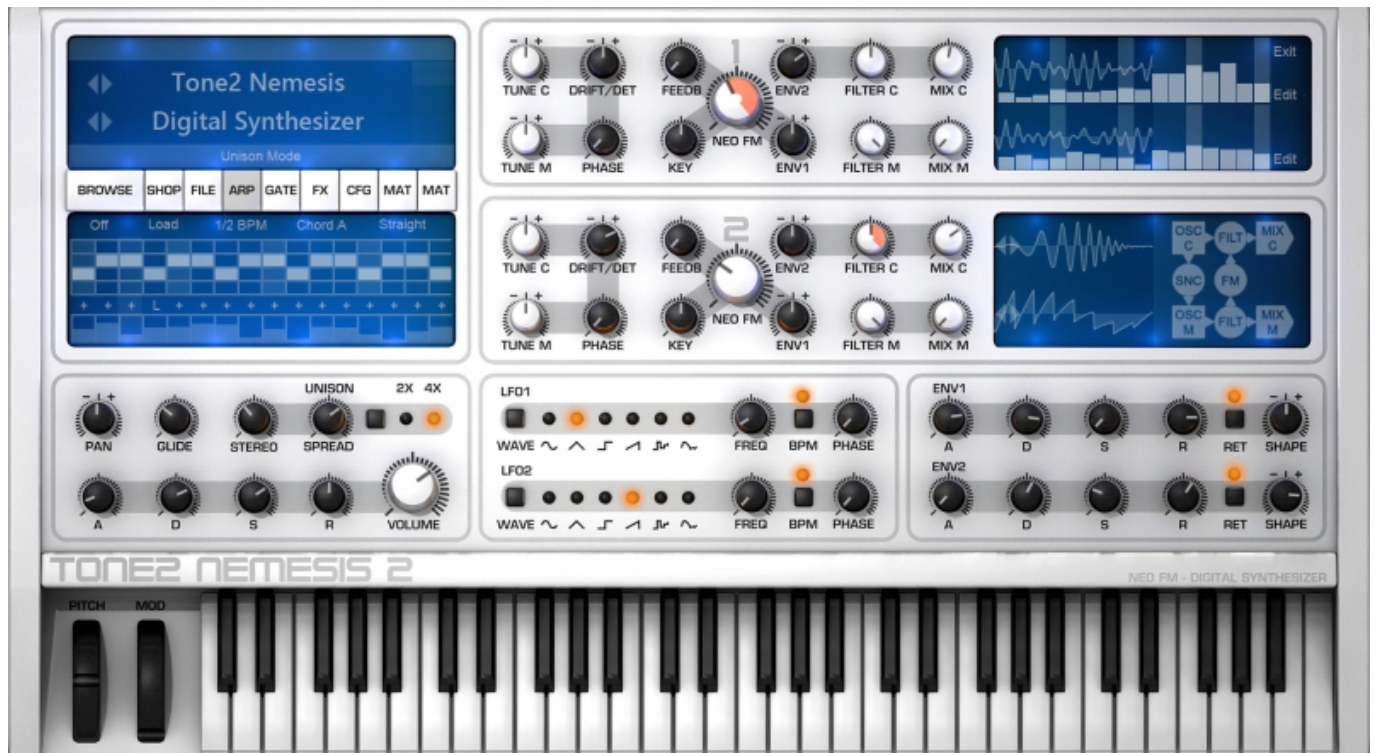 Tone2 Nemesis
Digital Synthesizer
Unison Mode
BROWSE SHOP FILE ARP GATE FX CFG MAT MAT
Off Load 1/2 BPM Chord A Straight
+ + + L + + + + + + + + + + + +
1
- + - +
TUNE C DRIFT/DET FEEDB ENV2 FILTER C MIX C
NEO FM
TUNE M PHASE KEY ENV1 FILTER M MIX M
Exit
Edit
Edit
2
TUNE C DRIFT/DET FEEDB ENV2 FILTER C MIX C
NEO FM
TUNE M PHASE KEY ENV1 FILTER M MIX M
OSC C FILT MIX C
SNC FM
OSC M FILT MIX M
UNISON 2X 4X
- +
PAN GLIDE STEREO SPREAD
A D S R VOLUME
LFO1
WAVE FREQ BPM PHASE
LFO2
WAVE FREQ BPM PHASE
ENV1
A D S R RET SHAPE
ENV2
A D S R RET SHAPE
TONE2 NEMESIS 2
NEO FM - DIGITAL SYNTHESIZER
PITCH MOD